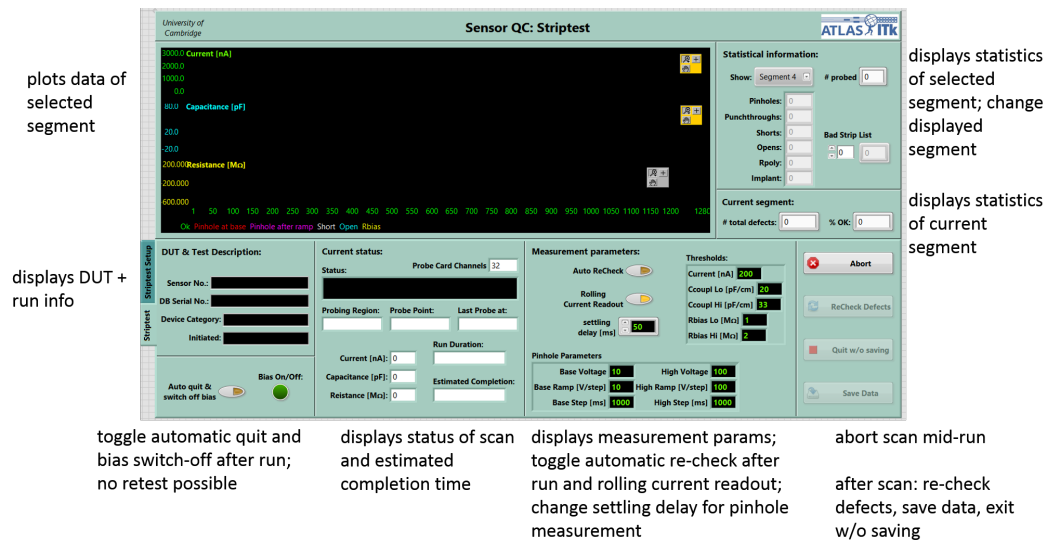 University of
Cambridge
Sensor QC: Striptest
ATLAS ITk
plots data of
selected
segment
3000.0 Current [nA]
2000.0
1000.0
0.0
80.0 Capacitance [pF]
20.0
-20.0
200.000 Resistance [MΩ]
-200.000
-600.000
1 50 100 150 200 250 300 350 400 450 500 550 600 650 700 750 800 850 900 950 1000 1050 1100 1150 1200 1280
Ok Pinhole at base Pinhole after ramp Short Open Rbias
Statistical information:
Show: Segment 4 # probed 0
Pinholes: 0
Punchthroughs: 0
Shorts: 0
Opens: 0
Rpoly: 0
Implant: 0
Bad Strip List
0 0
Current segment:
# total defects: 0 % OK: 0
displays statistics
of selected
segment; change
displayed
segment
displays statistics
of current
segment
displays DUT +
run info
Striptest Setup
Striptest
DUT & Test Description:
Sensor No.:
DB Serial No.:
Device Category:
Initiated:
Auto quit &
switch off bias
Bias On/Off:
Current status:
Status:
Probe Card Channels 32
Probing Region: Probe Point: Last Probe at:
Run Duration:
Current [nA]: 0
Capacitance [pF]: 0
Reistance [MΩ]: 0
Estimated Completion:
Measurement parameters:
Auto ReCheck
Rolling
Current Readout
settling
delay [ms] 50
Thresholds:
Current [nA] 200
Ccoupl Lo [pF/cm] 20
Ccoupl Hi [pF/cm] 33
Rbias Lo [MΩ] 1
Rbias Hi [MΩ] 2
Pinhole Parameters
Base Voltage 10 High Voltage 100
Base Ramp [V/step] 10 High Ramp [V/step] 100
Base Step [ms] 1000 High Step [ms] 1000
Abort
ReCheck Defects
Quit w/o saving
Save Data
toggle automatic quit and
bias switch-off after run;
no retest possible
displays status of scan
and estimated
completion time
displays measurement params;
toggle automatic re-check after
run and rolling current readout;
change settling delay for pinhole
measurement
abort scan mid-run
after scan: re-check
defects, save data, exit
w/o saving